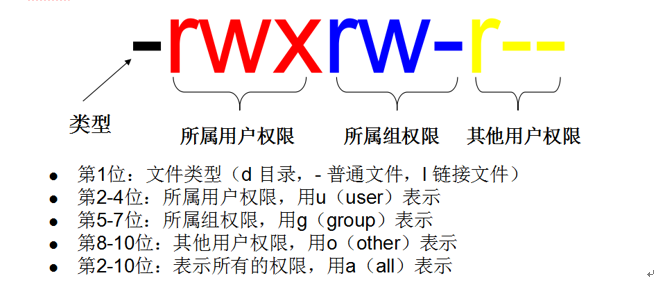 -rwxrw-r--
类型
所属用户权限 所属组权限 其他用户权限
● 第1位：文件类型（d 目录，- 普通文件，l 链接文件）
● 第2-4位：所属用户权限，用u（user）表示
● 第5-7位：所属组权限，用g（group）表示
● 第8-10位：其他用户权限，用o（other）表示
● 第2-10位：表示所有的权限，用a（all）表示